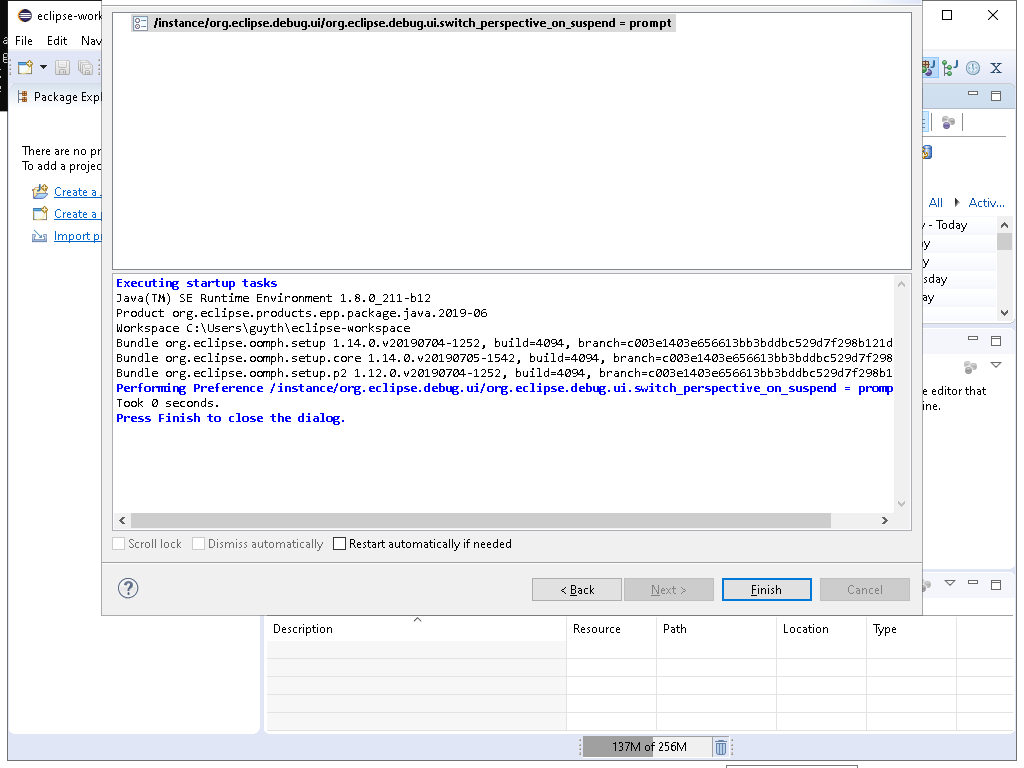 eclipse-work
/instance/org.eclipse.debug.ui/org.eclipse.debug.ui.switch_perspective_on_suspend = prompt
File Edit Nav
Package Expl
There are no pr
To add a projec
Create a
Create a
Import pr
All Activ...
- Today
sday
Executing startup tasks
Java(TM) SE Runtime Environment 1.8.0_211-b12
Product org.eclipse.products.epp.package.java.2019-06
Workspace C:\Users\guyth\eclipse-workspace
Bundle org.eclipse.oomph.setup 1.14.0.v20190704-1252, build=4094, branch=c003e1403e656613bb3bddbc529d7f298b121d
Bundle org.eclipse.oomph.setup.core 1.14.0.v20190705-1542, build=4094, branch=c003e1403e656613bb3bddbc529d7f298
Bundle org.eclipse.oomph.setup.p2 1.12.0.v20190704-1252, build=4094, branch=c003e1403e656613bb3bddbc529d7f298b1
Performing Preference /instance/org.eclipse.debug.ui/org.eclipse.debug.ui.switch_perspective_on_suspend = promp
Took 0 seconds.
Press Finish to close the dialog.
e editor that
ine.
Scroll lock Dismiss automatically Restart automatically if needed
< Back Next > Finish Cancel
Description Resource Path Location Type
137M of 256M